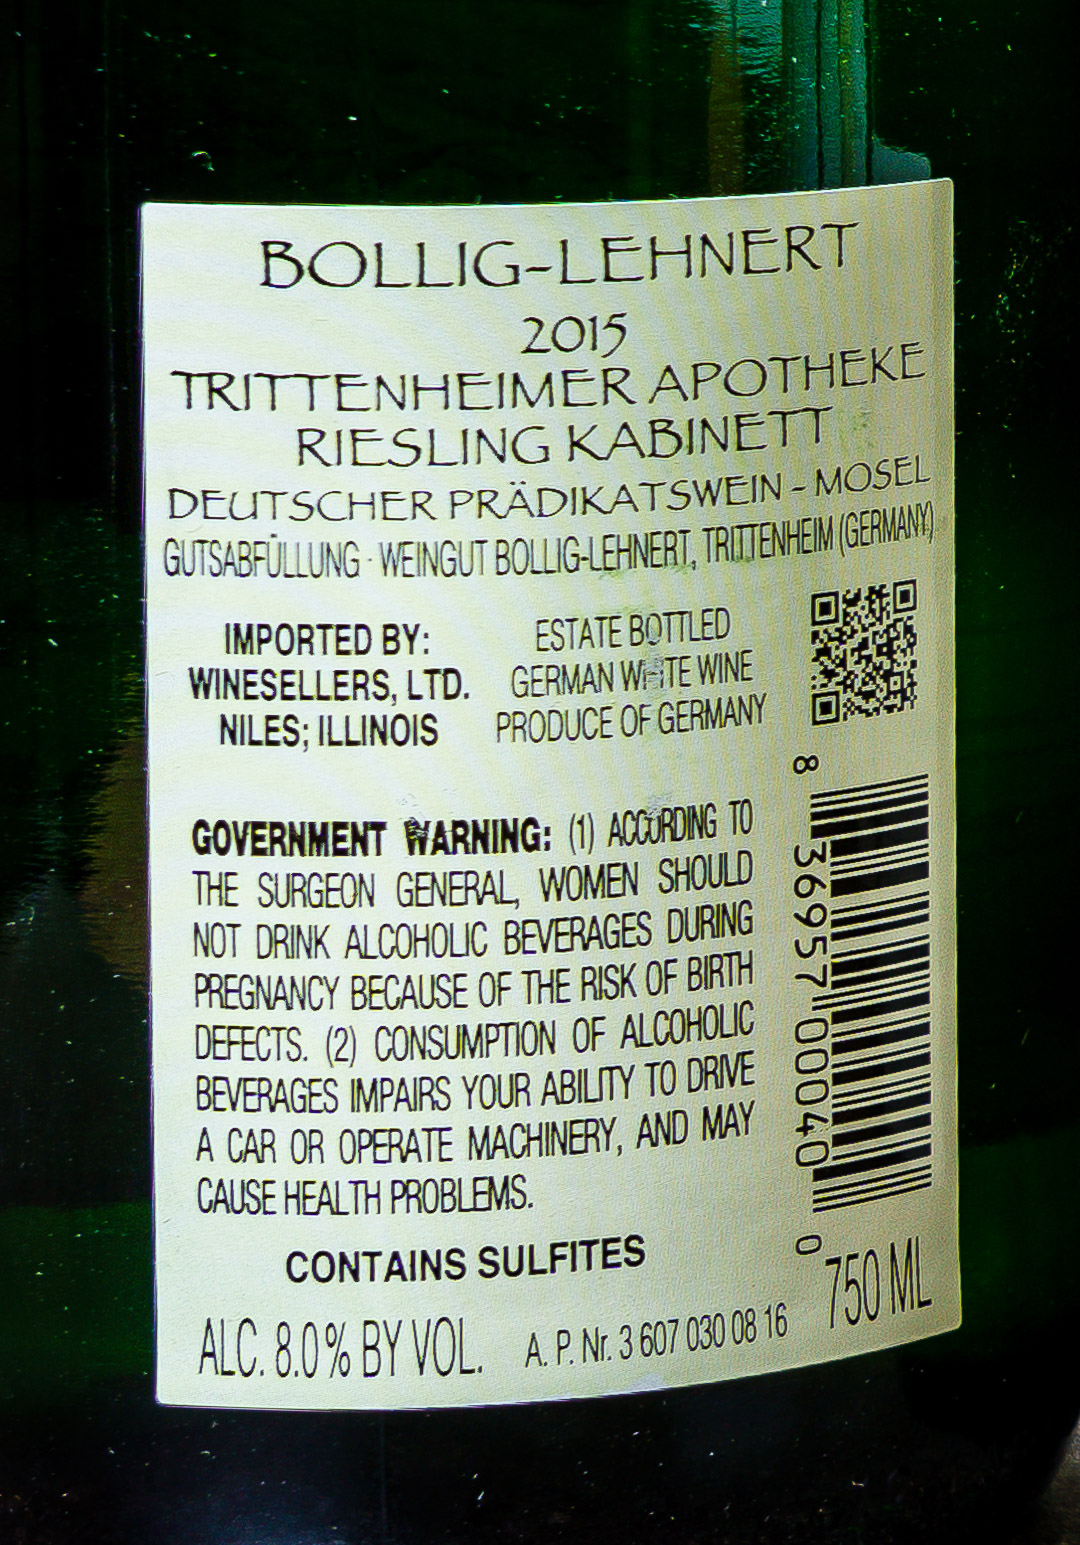 BOLLIG-LEHNERT
2015
TRITTENHEIMER APOTHEKE
RIESLING KABINETT
DEUTSCHER PRÄDIKATSWEIN - MOSEL
GUTSABFÜLLUNG · WEINGUT BOLLIG-LEHNERT, TRITTENHEIM (GERMANY)
IMPORTED BY:
WINESELLERS, LTD.
NILES; ILLINOIS
ESTATE BOTTLED
GERMAN WHITE WINE
PRODUCE OF GERMANY
GOVERNMENT WARNING: (1) ACCORDING TO
THE SURGEON GENERAL, WOMEN SHOULD
NOT DRINK ALCOHOLIC BEVERAGES DURING
PREGNANCY BECAUSE OF THE RISK OF BIRTH
DEFECTS. (2) CONSUMPTION OF ALCOHOLIC
BEVERAGES IMPAIRS YOUR ABILITY TO DRIVE
A CAR OR OPERATE MACHINERY, AND MAY
CAUSE HEALTH PROBLEMS.
8 36957 00040 0
CONTAINS SULFITES
ALC. 8.0% BY VOL.
A. P. Nr. 3 607 030 08 16
750 ML